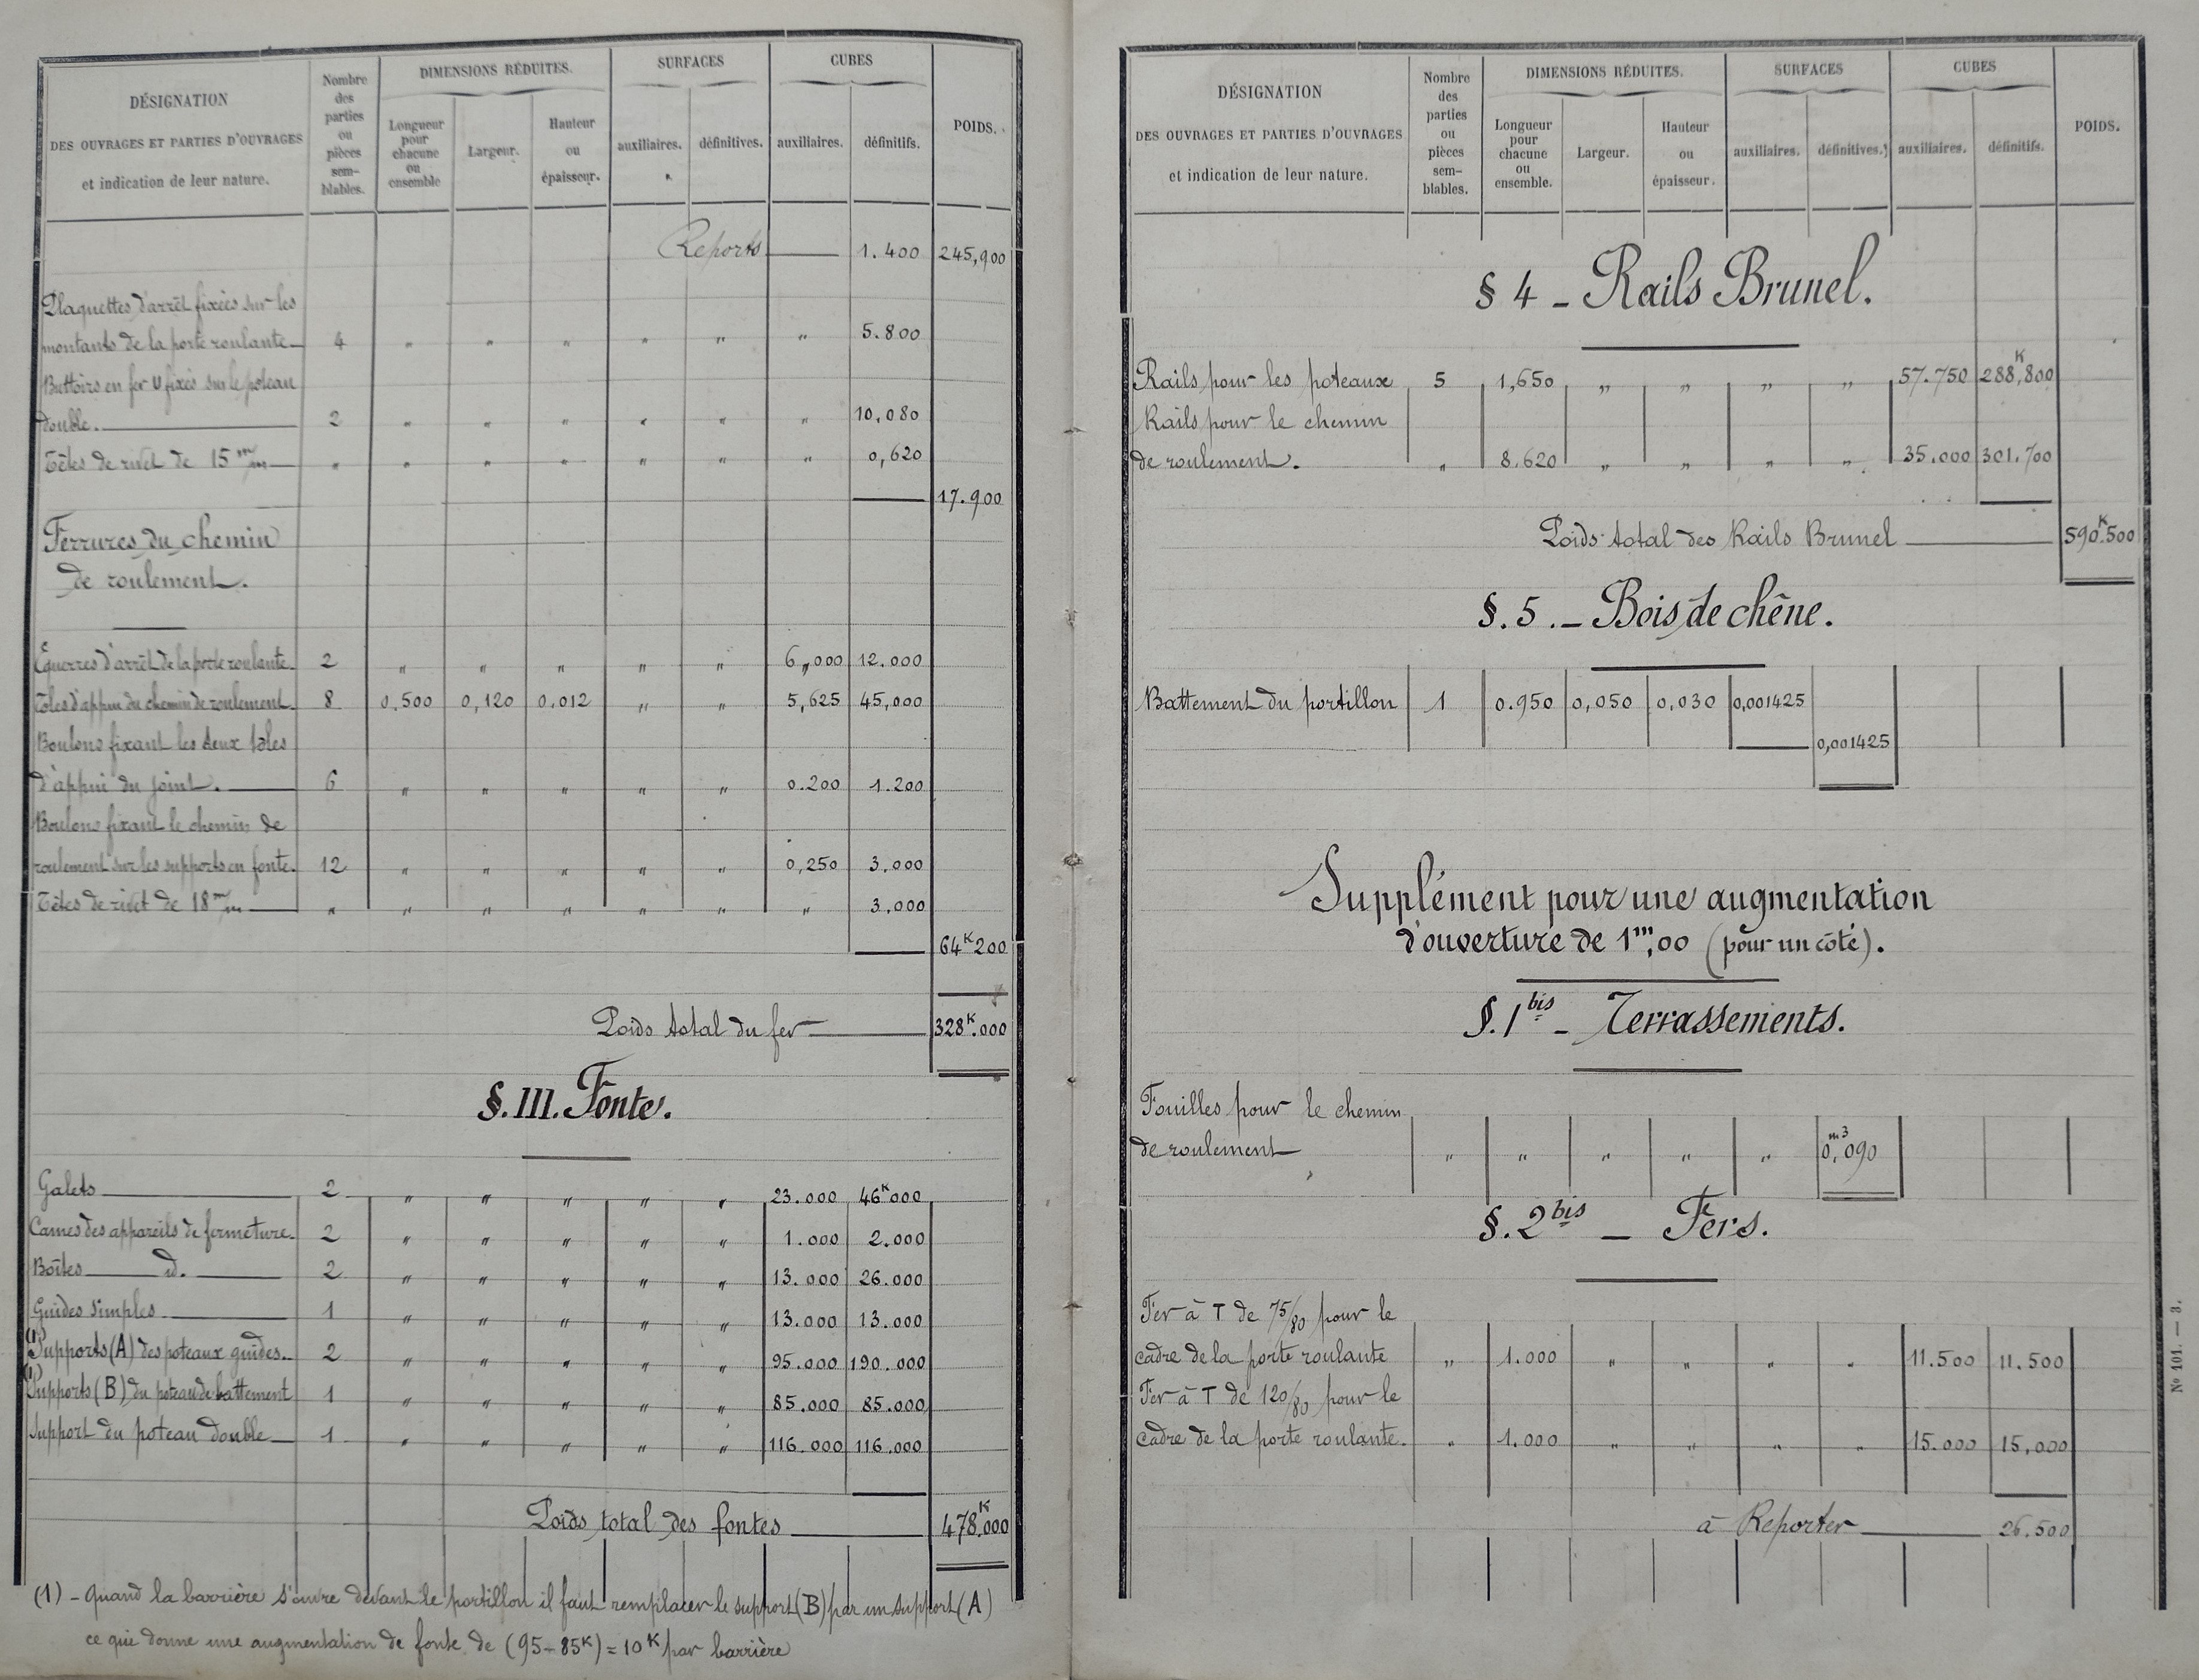 DÉSIGNATION DES OUVRAGES ET PARTIES D'OUVRAGES et indication de leur nature. | Nombre des parties ou pièces sem-blables. | DIMENSIONS RÉDUITES. Longueur pour chacune ou ensemble | Largeur. | Hauteur ou épaisseur. | SURFACES auxiliaires. | définitives. | CUBES auxiliaires. | définitifs. | POIDS.
Reports 1.400 245,900
Plaquettes d'arrêt fixées sur les
montants de la porte roulante 4 " " " " " " 5.800
Buttoirs en fer U fixés sur le poteau
double. 2 " " " " " " 10,080
Têtes de rivet de 15 m/m " " " " " " " 0,620
17.900
Ferrures du chemin
de roulement.
Équerres d'arrêt de la porte roulante. 2 " " " " " 6,000 12.000
Tôles d'appui du chemin de roulement. 8 0,500 0,120 0,012 " " 5,625 45,000
Boulons fixant les deux tôles
d'appui du joint. 6 " " " " " 0.200 1.200
Boulons fixant le chemin de
roulement sur les supports en fonte. 12 " " " " " 0,250 3.000
Têtes de rivet de 18 m/m " " " " " " " 3,000
64K200
Poids total du fer 328K.000
§. III. Fonte.
Galets 2 " " " " " 23.000 46K000
Cames des appareils de fermeture. 2 " " " " " 1.000 2.000
Boîtes d. 2 " " " " " 13.000 26.000
Guides simples 1 " " " " " 13.000 13.000
(1) Supports (A) des poteaux guides. 2 " " " " " 95.000 190.000
(1) Supports (B) du poteau de battement 1 " " " " " 85.000 85.000
Support du poteau double 1 " " " " " 116.000 116.000
Poids total des fontes 478K,000
(1) - Quand la barrière s'ouvre devant le portillon il faut remplacer le support (B) par un support (A)
ce qui donne une augmentation de fonte de (95 - 85K) = 10K par barrière
DÉSIGNATION DES OUVRAGES ET PARTIES D'OUVRAGES et indication de leur nature. | Nombre des parties ou pièces sem-blables. | DIMENSIONS RÉDUITES. Longueur pour chacune ou ensemble. | Largeur. | Hauteur ou épaisseur. | SURFACES auxiliaires. | définitives. | CUBES auxiliaires. | définitifs. | POIDS.
§ 4 - Rails Brunel.
Rails pour les poteaux 5 1,650 " " " " 57.750 288K,800
Rails pour le chemin
de roulement. " 8.620 " " " " 35.000 301.700
Poids total des Rails Brunel 590K.500
§. 5. - Bois de chêne.
Battement du portillon 1 0.950 0,050 0,030 0,001425
0,001425
Supplément pour une augmentation
d'ouverture de 1m,00 (pour un côté).
§. 1bis - Terrassements.
Fouilles pour le chemin
de roulement " " " " " 0,m3090
§. 2bis - Fers.
Fer à T de 75/80 pour le
cadre de la porte roulante " 1.000 " " " " 11.500 11.500
Fer à T de 120/80 pour le
cadre de la porte roulante. " 1.000 " " " " 15.000 15,000
à Reporter 26.500
No 101. — 3.